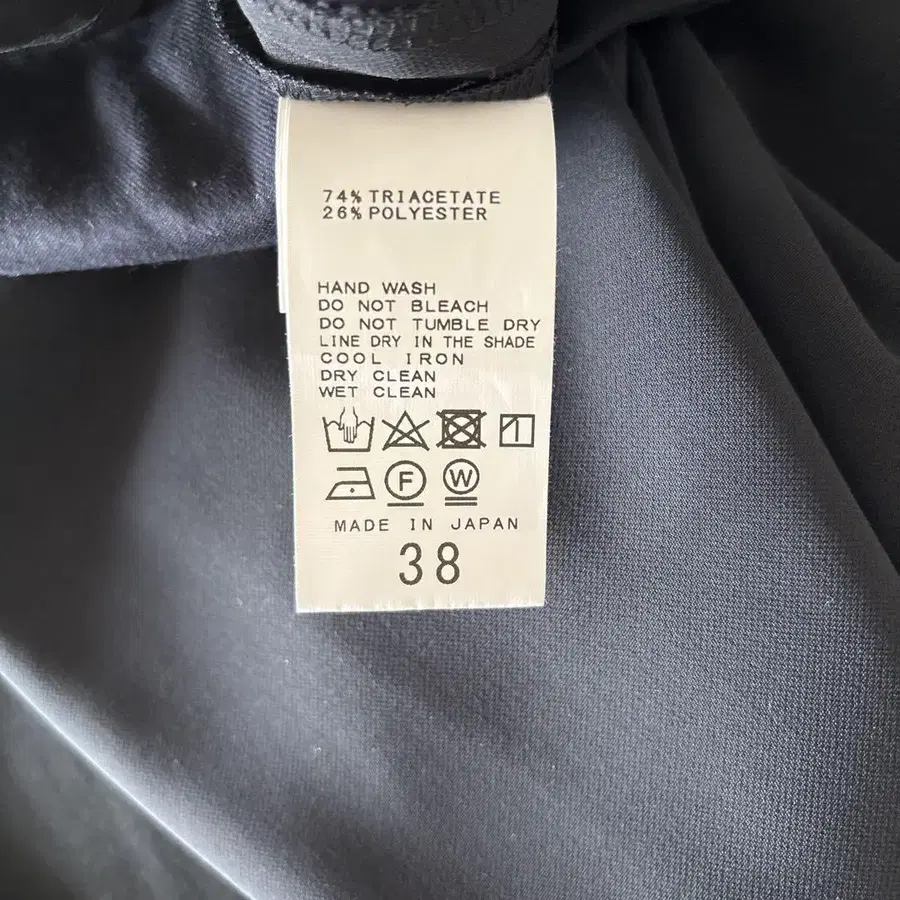 74% TRIACETATE
26% POLYESTER
HAND WASH
DO NOT BLEACH
DO NOT TUMBLE DRY
LINE DRY IN THE SHADE
COOL IRON
DRY CLEAN
WET CLEAN
F W
MADE IN JAPAN
38